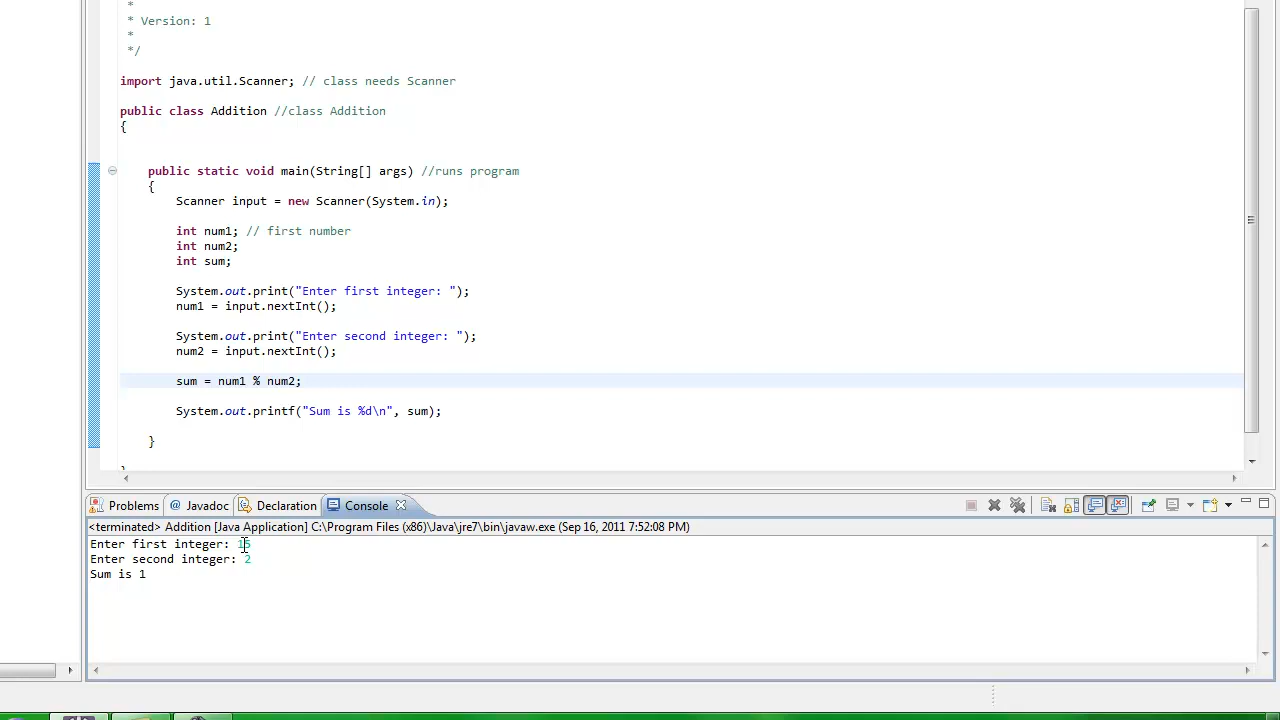 *
* Version: 1
*
*/
import java.util.Scanner; // class needs Scanner
public class Addition //class Addition
{
public static void main(String[] args) //runs program
{
Scanner input = new Scanner(System.in);
int num1; // first number
int num2;
int sum;
System.out.print("Enter first integer: ");
num1 = input.nextInt();
System.out.print("Enter second integer: ");
num2 = input.nextInt();
sum = num1 % num2;
System.out.printf("Sum is %d\n", sum);
}
}
Problems @ Javadoc Declaration Console
<terminated> Addition [Java Application] C:\Program Files (x86)\Java\jre7\bin\javaw.exe (Sep 16, 2011 7:52:08 PM)
Enter first integer: 15
Enter second integer: 2
Sum is 1